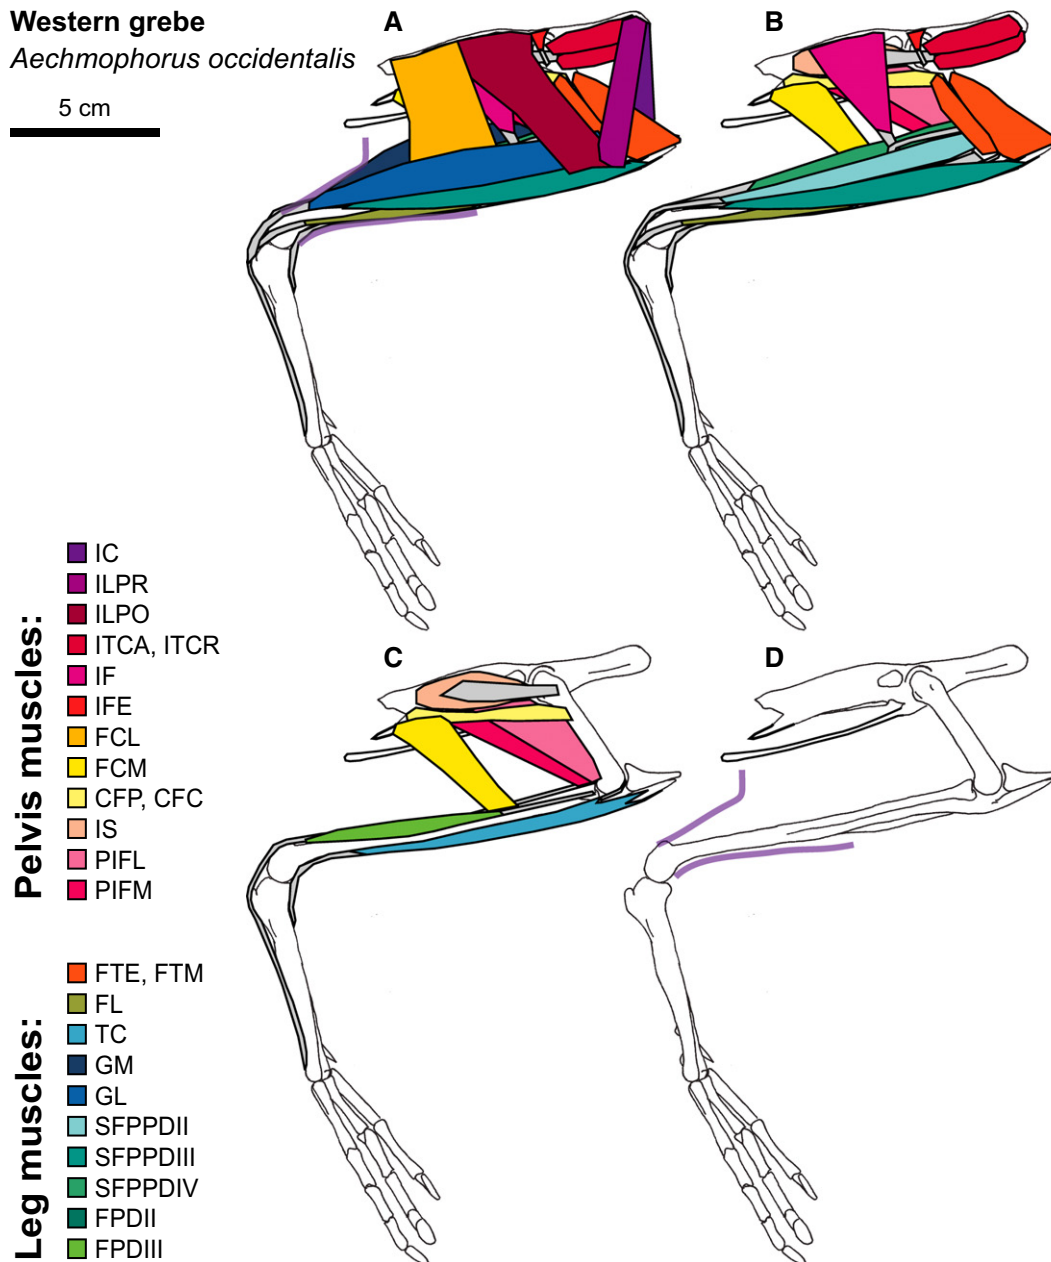 Western grebe
Aechmophorus occidentalis
5 cm
A
B
C
D
Pelvis muscles:
IC
ILPR
ILPO
ITCA, ITCR
IF
IFE
FCL
FCM
CFP, CFC
IS
PIFL
PIFM
Leg muscles:
FTE, FTM
FL
TC
GM
GL
SFPPDII
SFPPDIII
SFPPDIV
FPDII
FPDIII